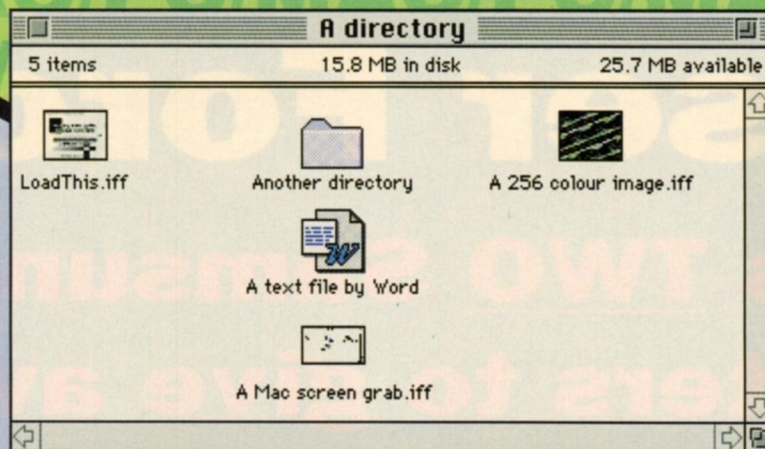 A directory
5 items 15.8 MB in disk 25.7 MB available
LoadThis.iff Another directory A 256 colour image.iff
A text file by Word
A Mac screen grab.iff